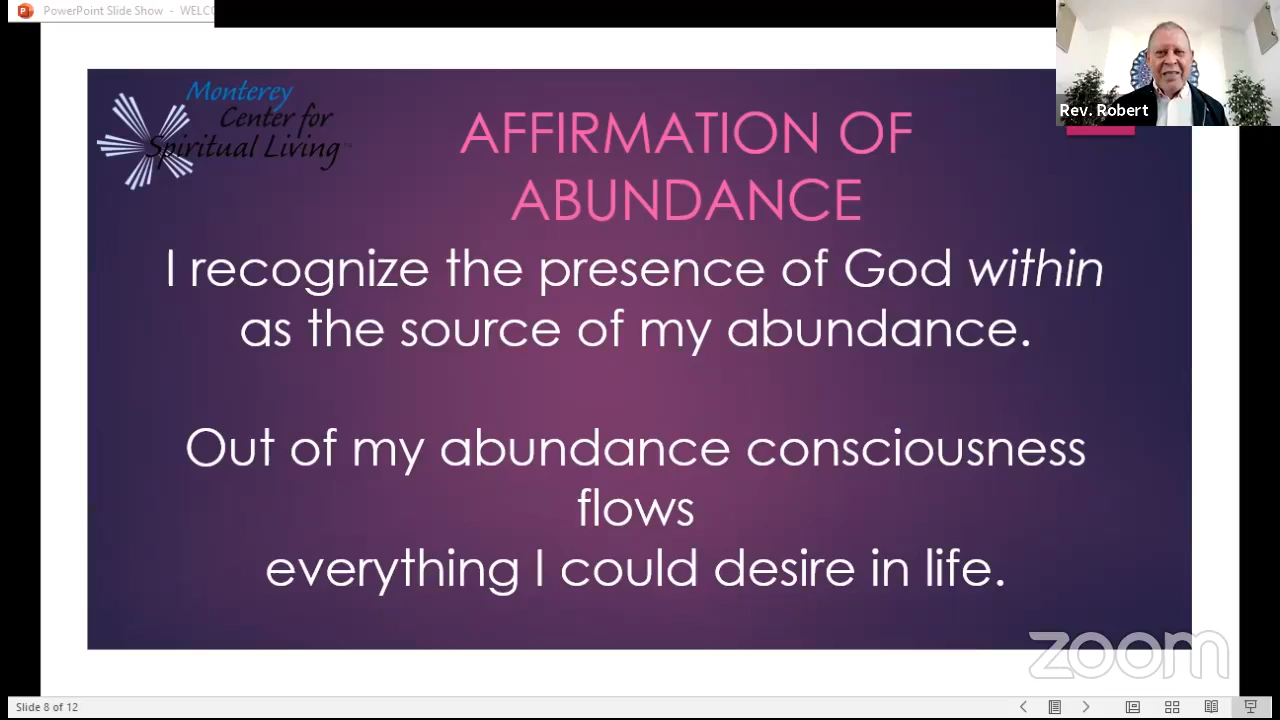 PowerPoint Slide Show - WELC
Rev. Robert
Monterey
Center for
Spiritual Living
AFFIRMATION OF
ABUNDANCE
I recognize the presence of God within
as the source of my abundance.
Out of my abundance consciousness
flows
everything I could desire in life.
zoom
Slide 8 of 12